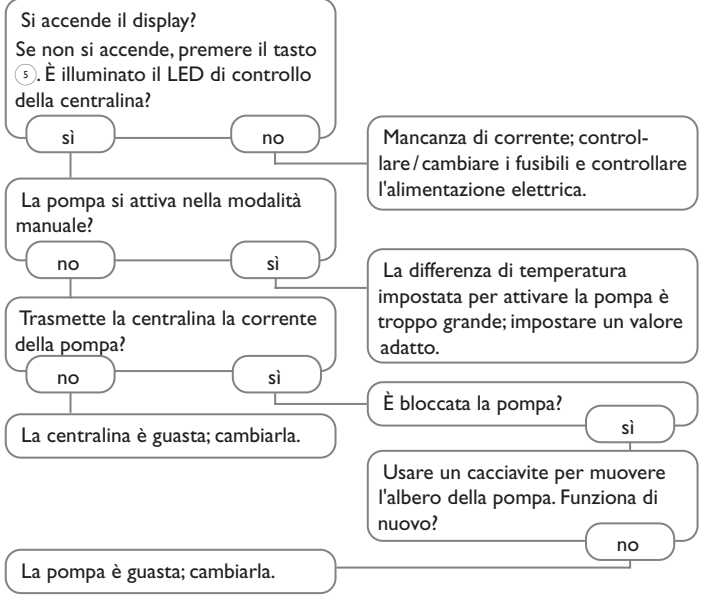 Si accende il display?
Se non si accende, premere il tasto
5. È illuminato il LED di controllo
della centralina?
sì
no
Mancanza di corrente; control-
lare/cambiare i fusibili e controllare
l'alimentazione elettrica.
La pompa si attiva nella modalità
manuale?
no
sì
La differenza di temperatura
impostata per attivare la pompa è
troppo grande; impostare un valore
adatto.
Trasmette la centralina la corrente
della pompa?
no
sì
È bloccata la pompa?
sì
La centralina è guasta; cambiarla.
Usare un cacciavite per muovere
l'albero della pompa. Funziona di
nuovo?
no
La pompa è guasta; cambiarla.